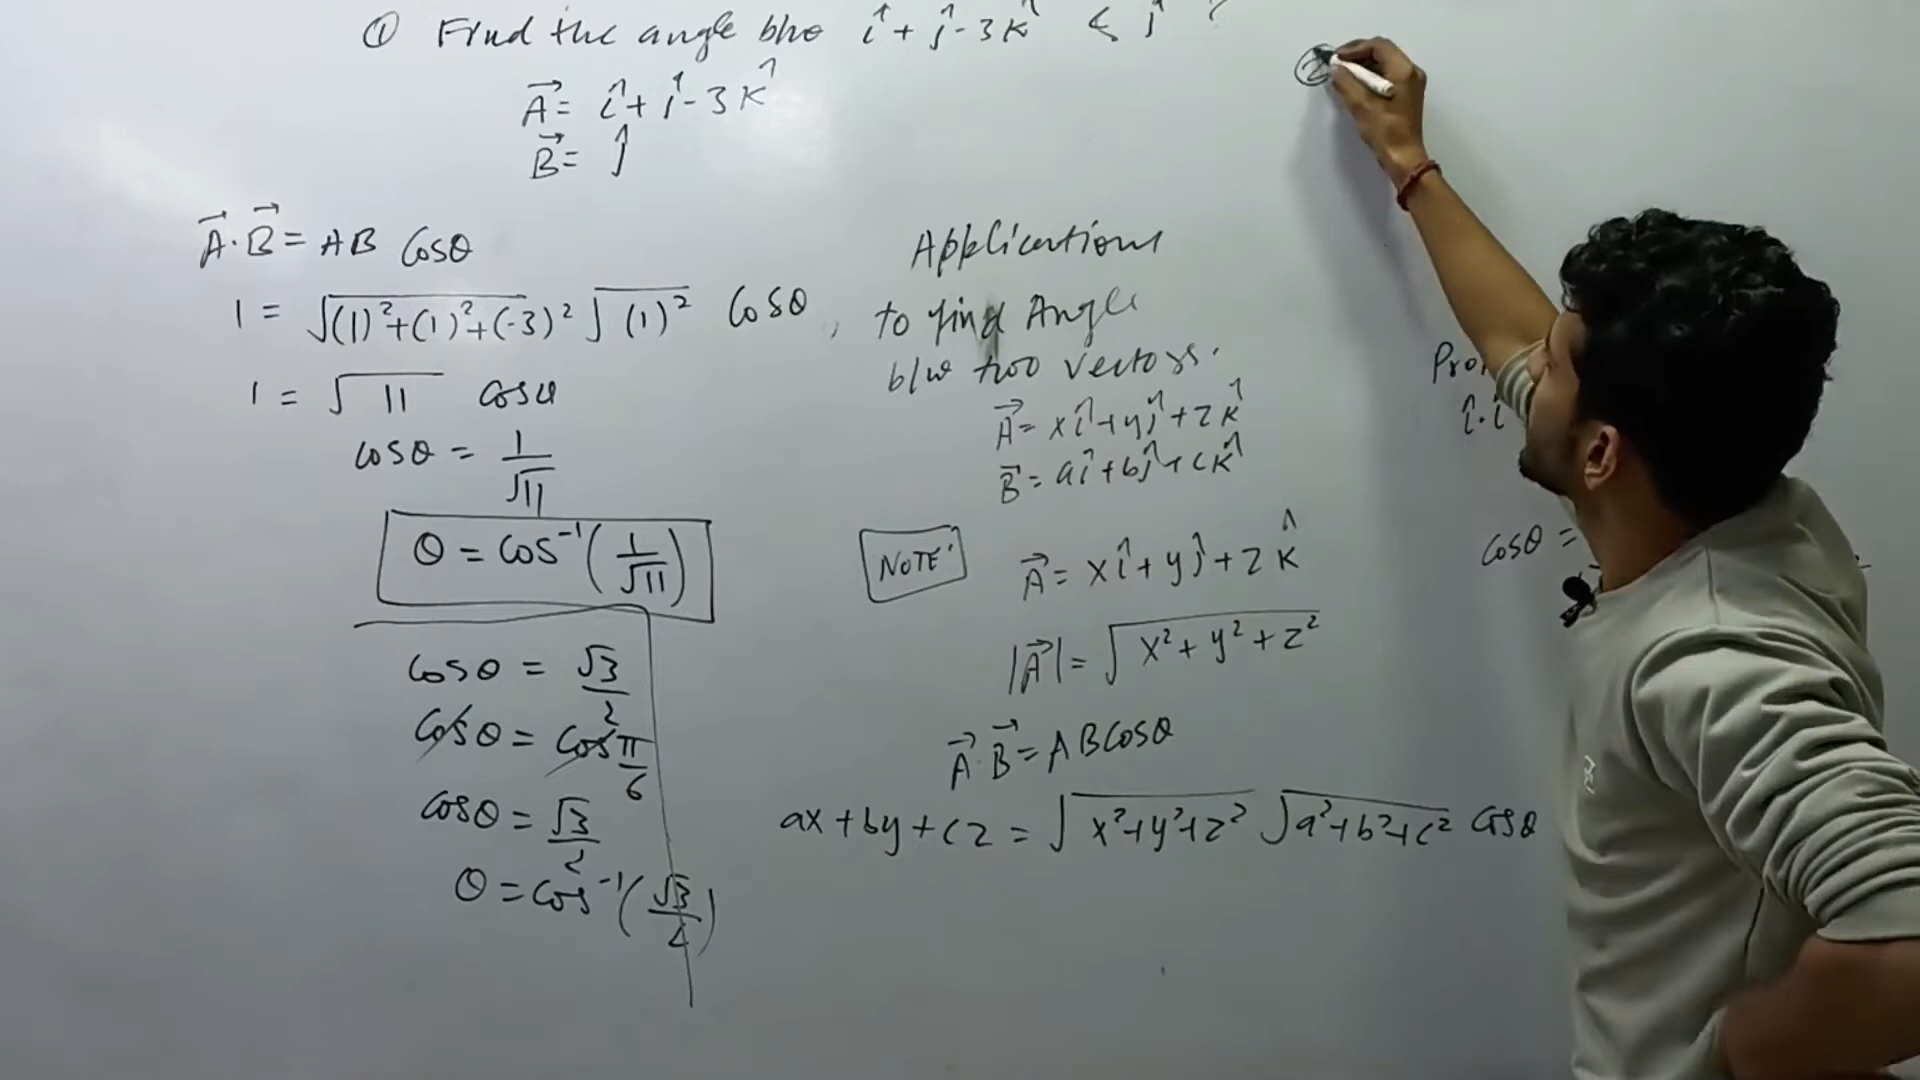 ① Find the angle b/w î + ĵ - 3k̂ & ĵ ?
A⃗ = î + ĵ - 3k̂
B⃗ = ĵ
A⃗ . B⃗ = AB Cosθ
1 = √(1)²+(1)²+(-3)² √(1)² Cosθ
1 = √11 cosθ
cosθ = 1/√11
θ = cos⁻¹(1/√11)
cosθ = √3/2
cosθ = cos π/6
cosθ = √3/2
θ = cos⁻¹(√3/2)
Applications
to find Angle
b/w two vectors.
A⃗ = xî + yĵ + zk̂
B⃗ = aî + bĵ + ck̂
NOTE:
A⃗ = xî + yĵ + zk̂
|A⃗| = √x² + y² + z²
A⃗ . B⃗ = AB cosθ
ax + by + cz = √x²+y²+z² √a²+b²+c² cosθ
②
î . î
cosθ =